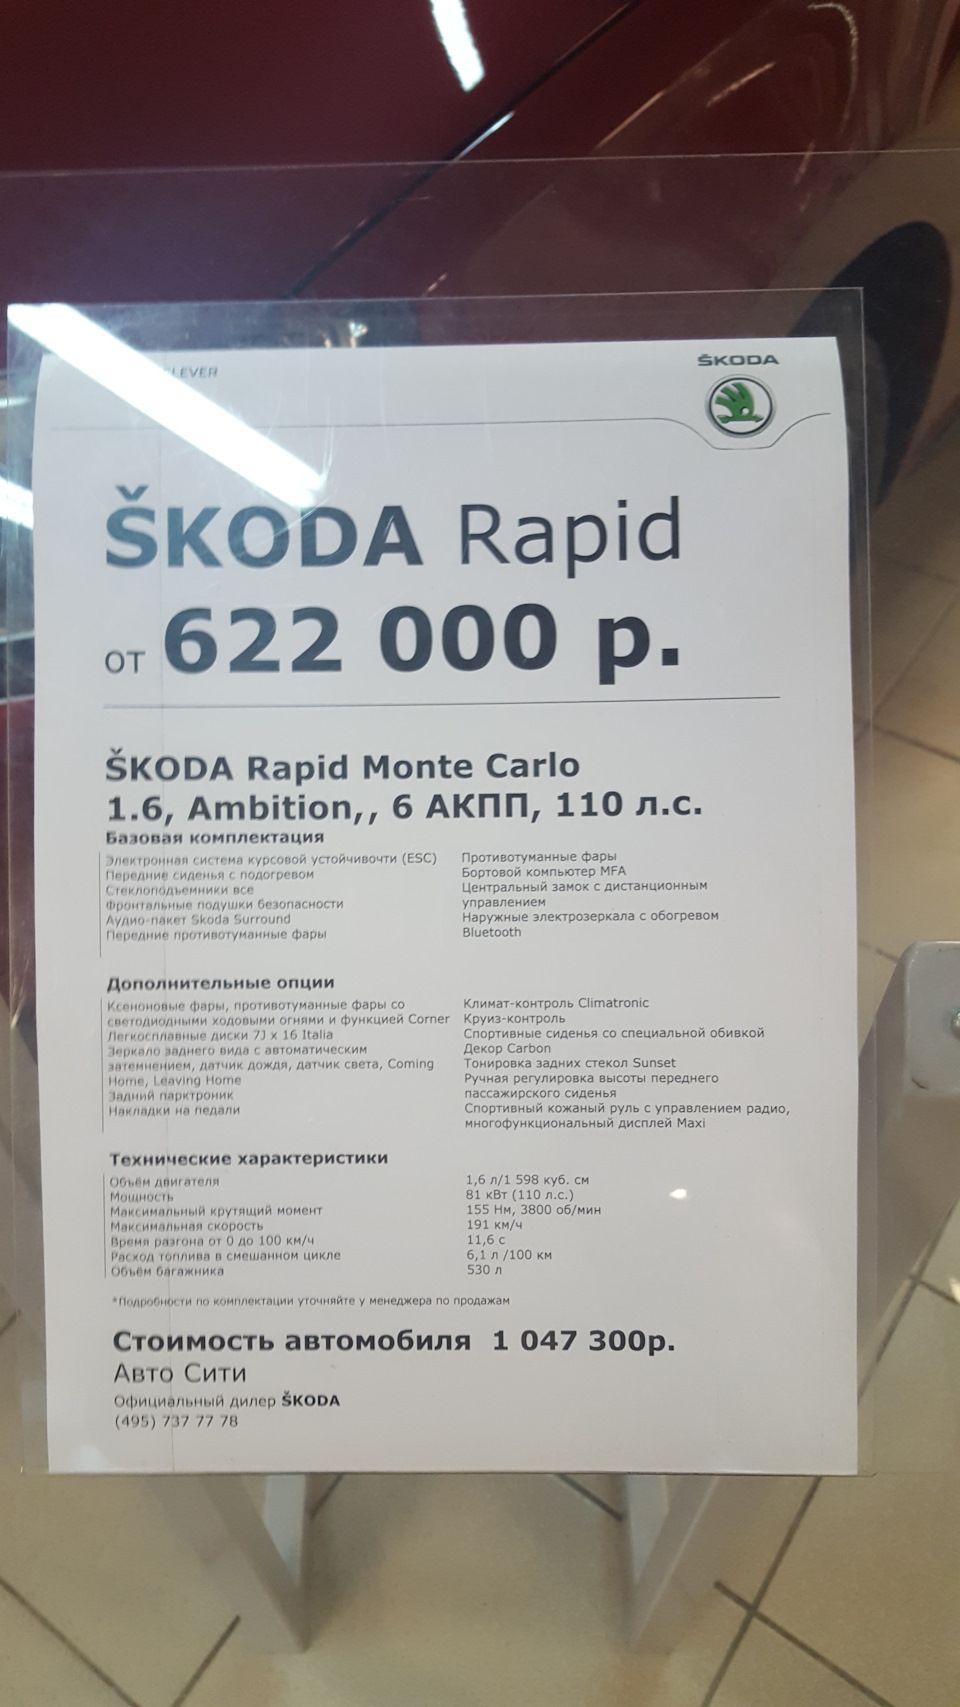 LEVER
ŠKODA
ŠKODA Rapid
от 622 000 р.
ŠKODA Rapid Monte Carlo
1.6, Ambition,, 6 АКПП, 110 л.с.
Базовая комплектация
Электронная система курсовой устойчивочти (ESC)
Передние сиденья с подогревом
Стеклоподъемники все
Фронтальные подушки безопасности
Аудио-пакет Skoda Surround
Передние противотуманные фары
Противотуманные фары
Бортовой компьютер MFA
Центральный замок с дистанционным
управлением
Наружные электрозеркала с обогревом
Bluetooth
Дополнительные опции
Ксеноновые фары, противотуманные фары со
светодиодными ходовыми огнями и функцией Corner
Легкосплавные диски 7J x 16 Italia
Зеркало заднего вида с автоматическим
затемнением, датчик дождя, датчик света, Coming
Home, Leaving Home
Задний парктроник
Накладки на педали
Климат-контроль Climatronic
Круиз-контроль
Спортивные сиденья со специальной обивкой
Декор Carbon
Тонировка задних стекол Sunset
Ручная регулировка высоты переднего
пассажирского сиденья
Спортивный кожаный руль с управлением радио,
многофункциональный дисплей Maxi
Технические характеристики
Объём двигателя 1,6 л/1 598 куб. см
Мощность 81 кВт (110 л.с.)
Максимальный крутящий момент 155 Нм, 3800 об/мин
Максимальная скорость 191 км/ч
Время разгона от 0 до 100 км/ч 11,6 с
Расход топлива в смешанном цикле 6,1 л /100 км
Объём багажника 530 л
*Подробности по комплектации уточняйте у менеджера по продажам
Стоимость автомобиля 1 047 300р.
Авто Сити
Официальный дилер ŠKODA
(495) 737 77 78